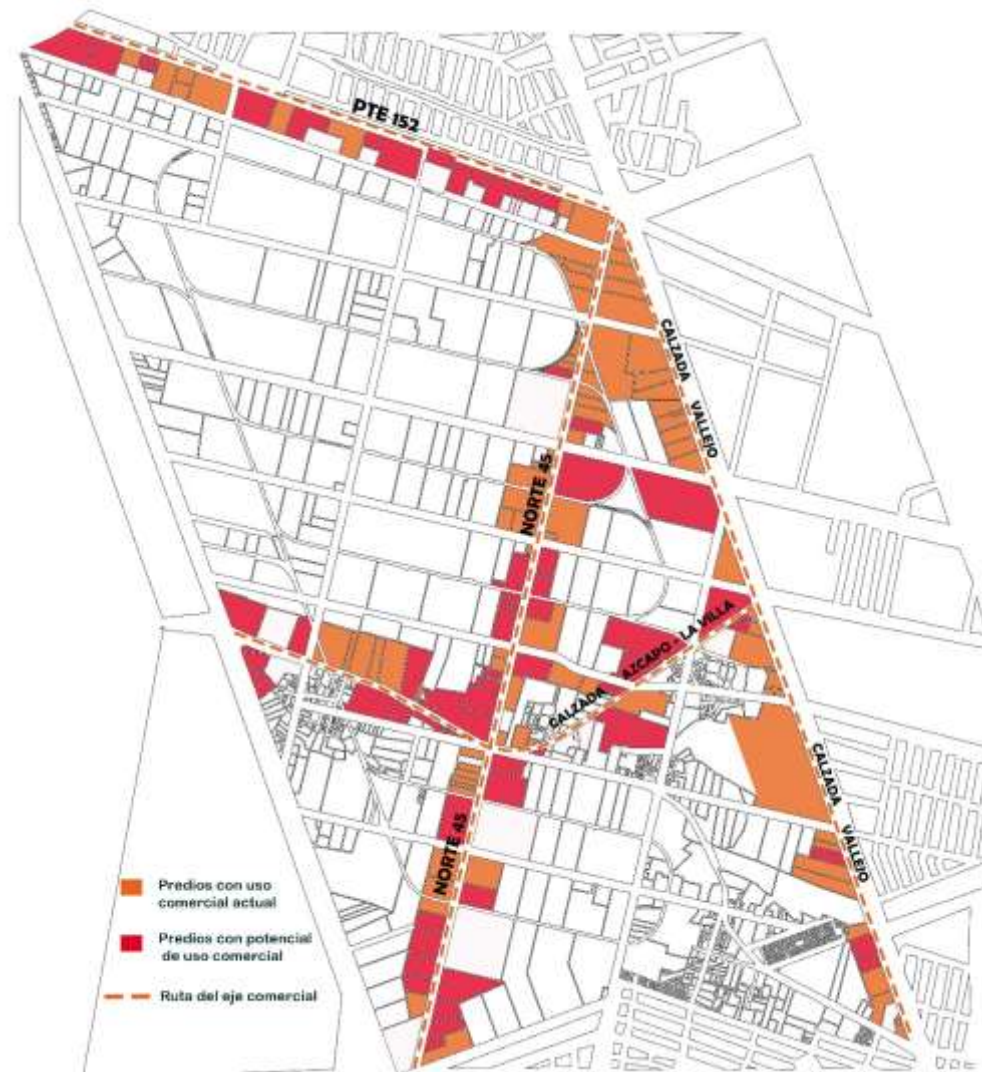 PTE 152
CALZADA VALLEJO
NORTE 45
CALZADA AZCAPO - LA VILLA
CALZADA VALLEJO
NORTE 45
Predios con uso
comercial actual
Predios con potencial
de uso comercial
Ruta del eje comercial